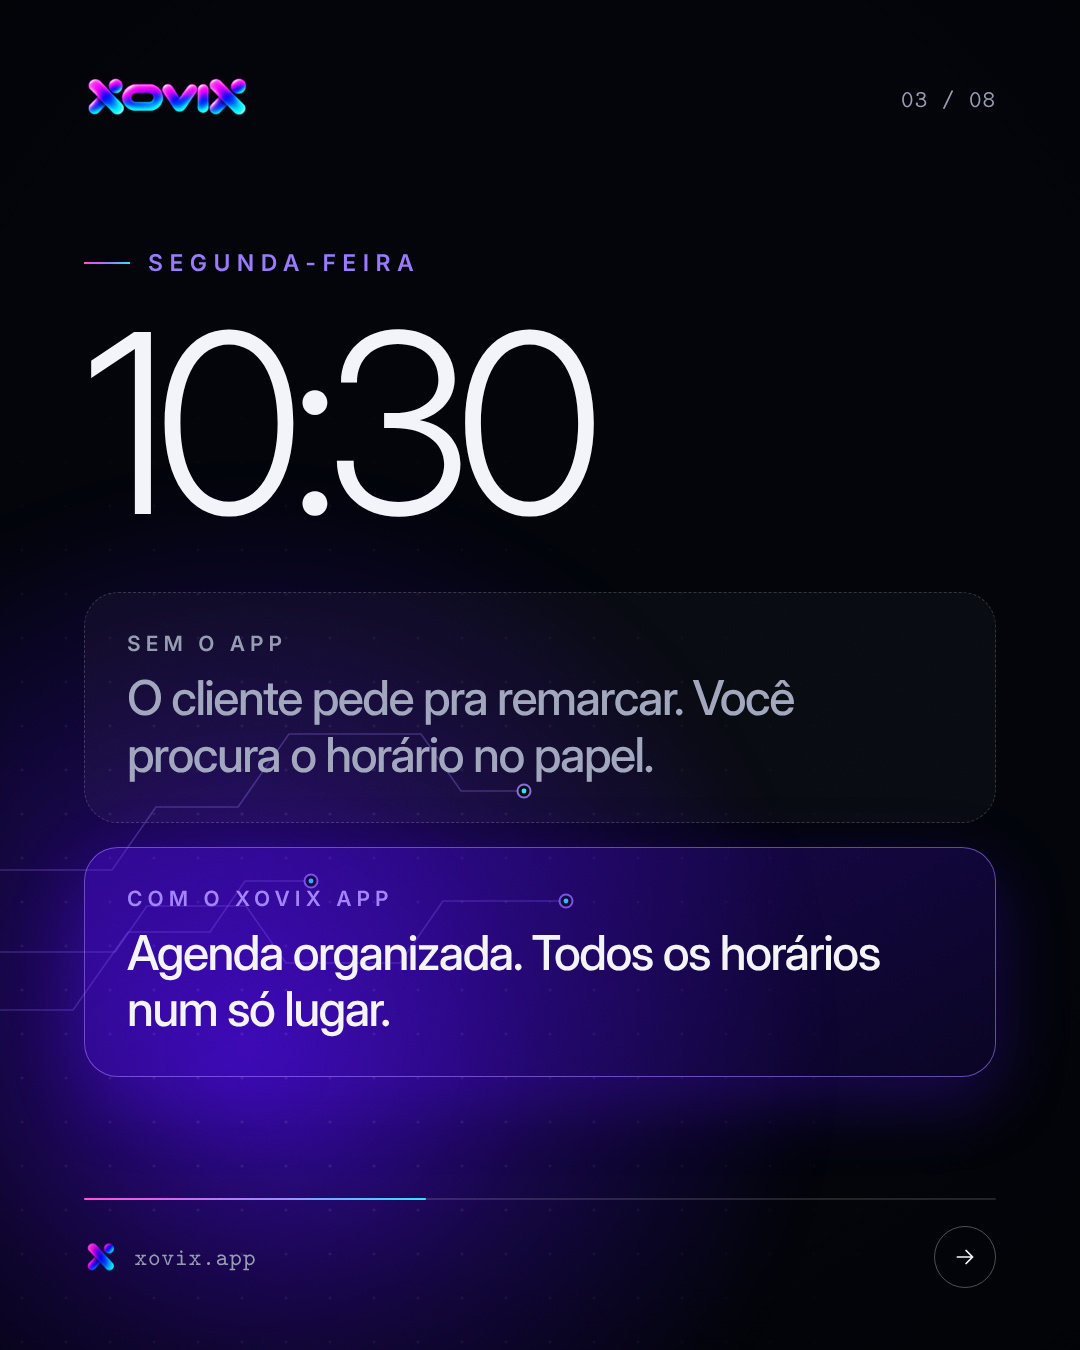 XOVIX
03 / 08
SEGUNDA-FEIRA
10:30
SEM O APP
O cliente pede pra remarcar. Você
procura o horário no papel.
COM O XOVIX APP
Agenda organizada. Todos os horários
num só lugar.
xovix.app